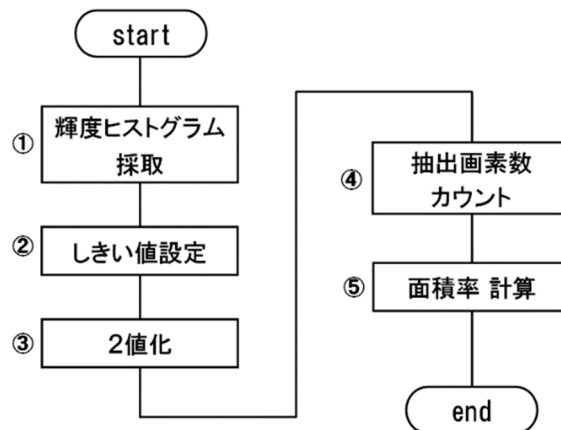 start
① 輝度ヒストグラム
採取
② しきい値設定
③ 2値化
④ 抽出画素数
カウント
⑤ 面積率 計算
end